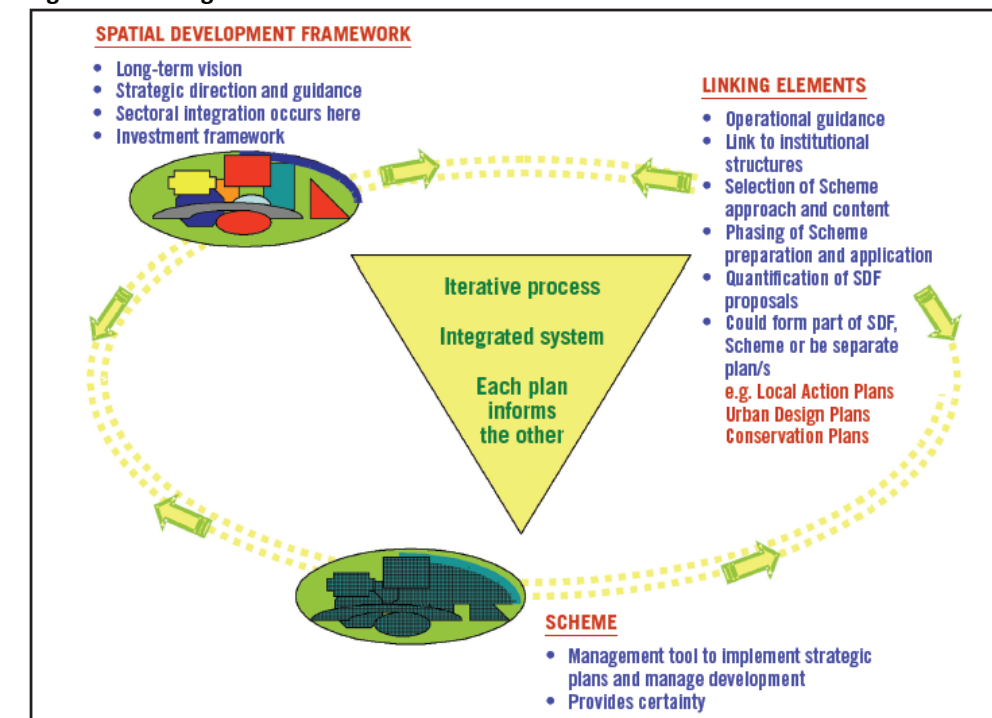 SPATIAL DEVELOPMENT FRAMEWORK
• Long-term vision
• Strategic direction and guidance
• Sectoral integration occurs here
• Investment framework
LINKING ELEMENTS
• Operational guidance
• Link to institutional
structures
• Selection of Scheme
approach and content
• Phasing of Scheme
preparation and application
• Quantification of SDF
proposals
• Could form part of SDF,
Scheme or be separate
plan/s
e.g. Local Action Plans
Urban Design Plans
Conservation Plans
Iterative process
Integrated system
Each plan
informs
the other
SCHEME
• Management tool to implement strategic
plans and manage development
• Provides certainty